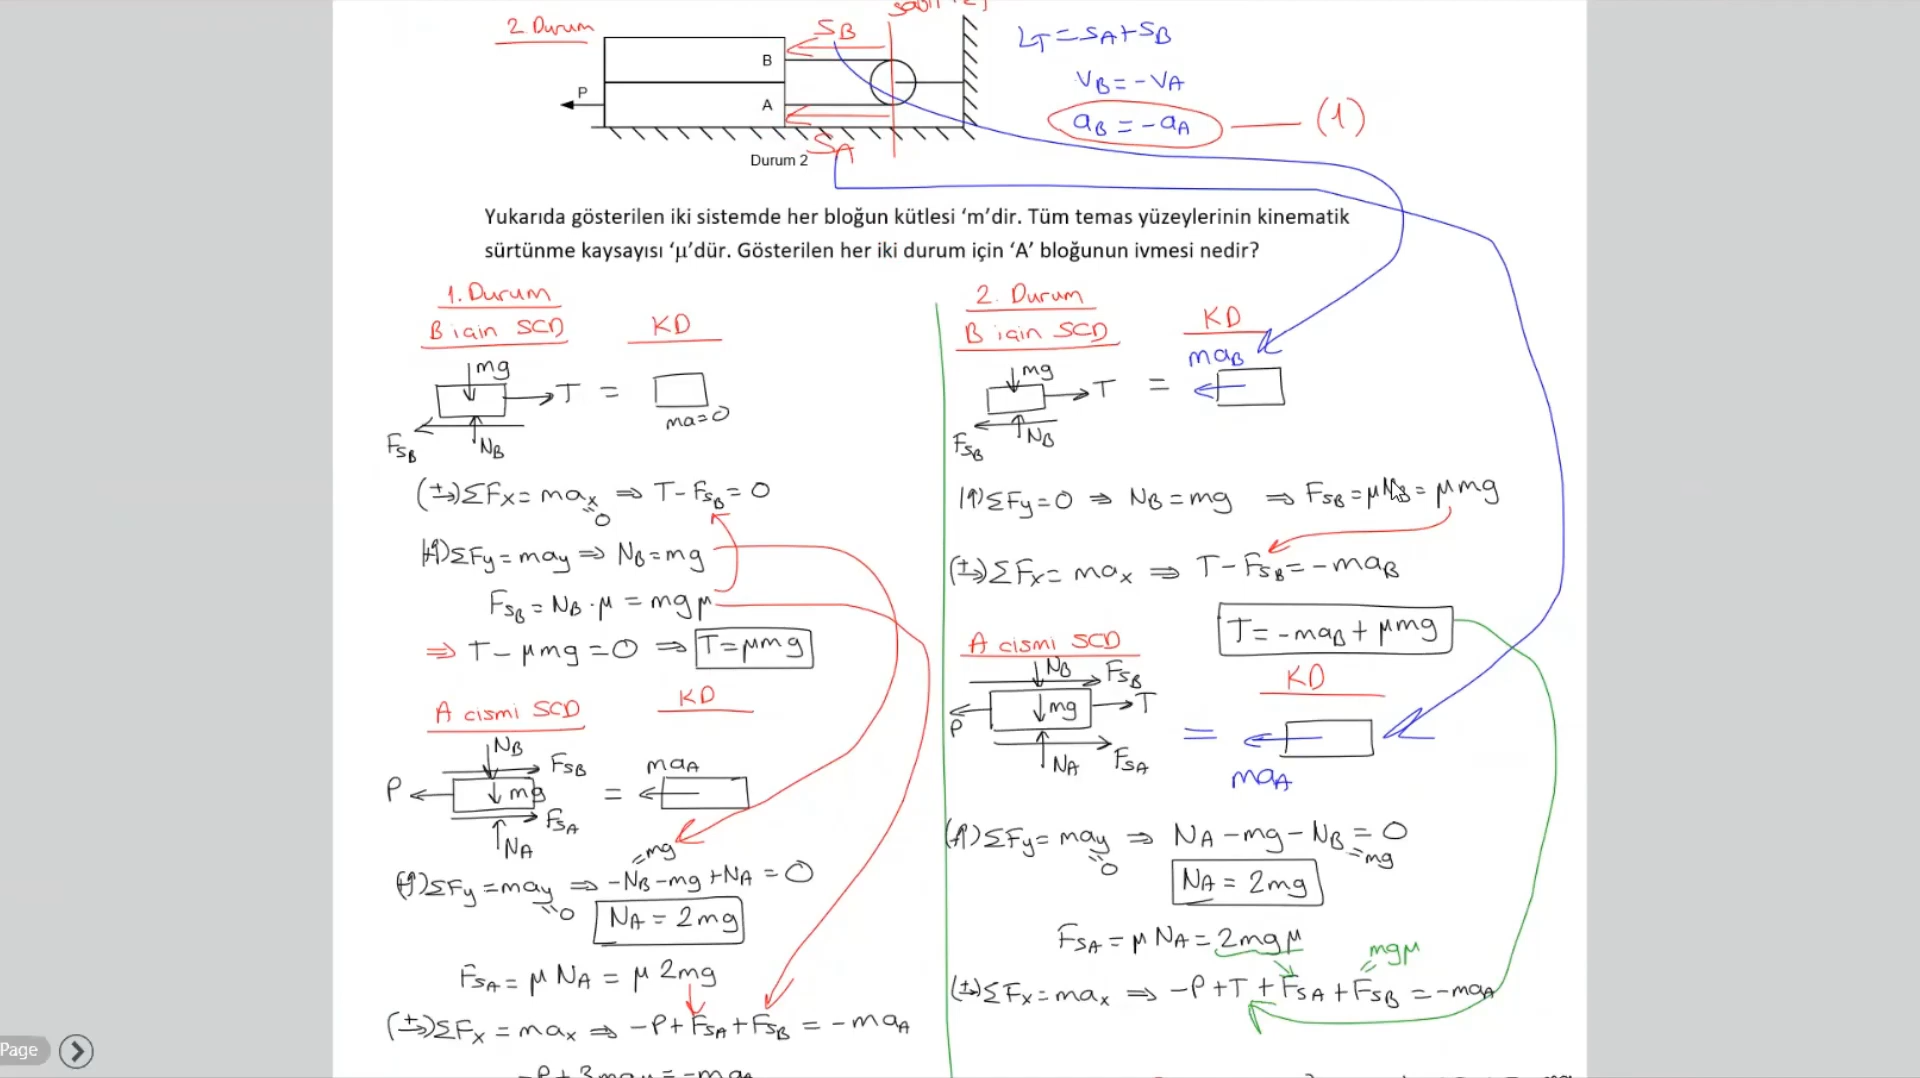 2. Durum
SB
LT = SA + SB
B
VB = -VA
P
A
aB = -aA
(1)
SA
Durum 2
Yukarıda gösterilen iki sistemde her bloğun kütlesi ‘m’dir. Tüm temas yüzeylerinin kinematik
sürtünme kaysayısı ‘µ’dür. Gösterilen her iki durum için ‘A’ bloğunun ivmesi nedir?
1. Durum
B için SCD
KD
mg
T
=
ma=0
FSB
NB
(+→) ΣFx = max ⇒ T - FSB = 0
=0
(+↑) ΣFy = may ⇒ NB = mg
FSB = NB · µ = mgµ
⇒ T - µmg = 0 ⇒ T = µmg
A cismi SCD
KD
NB
FSB
maA
P
mg
=
FSA
NA
=mg
(+↑) ΣFy = may ⇒ -NB - mg + NA = 0
=0
NA = 2mg
FSA = µ NA = µ 2mg
(+→) ΣFx = max ⇒ -P + FSA + FSB = -maA
2. Durum
B için SCD
KD
maB
mg
T
=
FSB
NB
(↑) ΣFy = 0 ⇒ NB = mg ⇒ FSB = µNB = µmg
(+→) ΣFx = max ⇒ T - FSB = -maB
T = -maB + µmg
A cismi SCD
KD
NB
FSB
mg
T
P
=
NA
FSA
maA
(↑) ΣFy = may ⇒ NA - mg - NB = 0
=0
=mg
NA = 2mg
FSA = µ NA = 2mgµ
mgµ
(+→) ΣFx = max ⇒ -P + T + FSA + FSB = -maA
Page